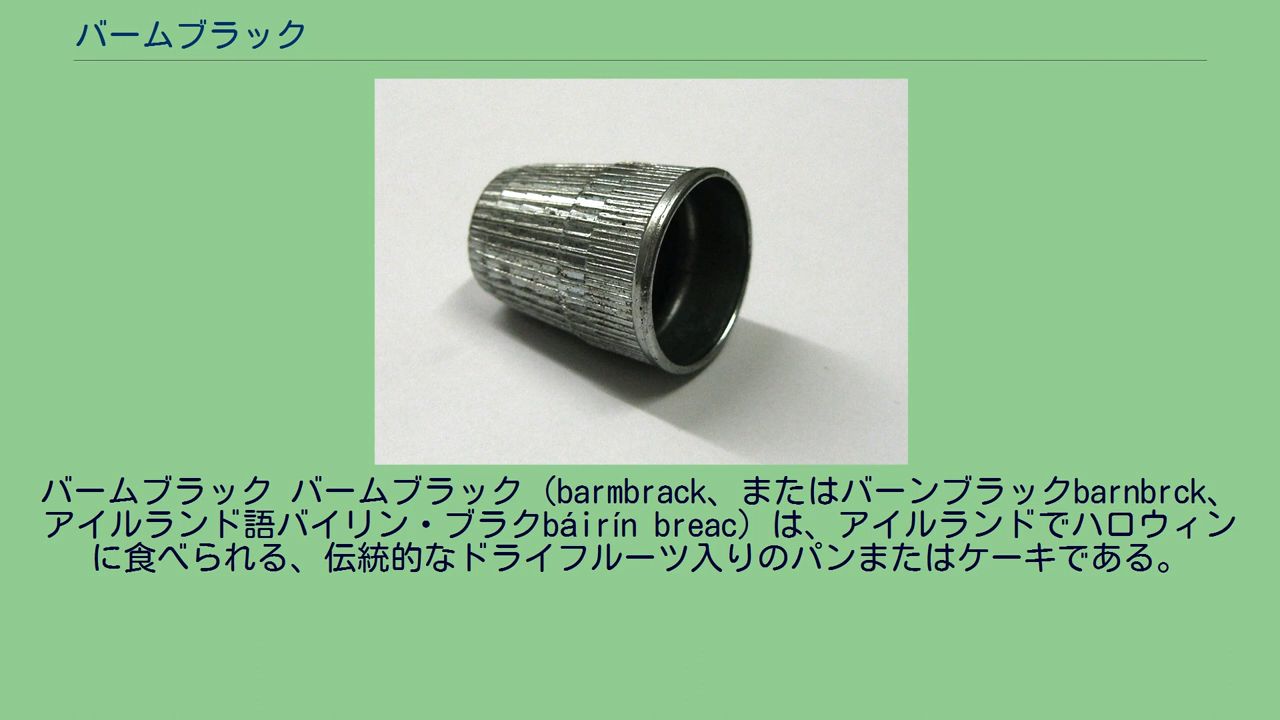 バームブラック
バームブラック バームブラック（barmbrack、またはバーンブラックbarnbrck、
アイルランド語バイリン・ブラクbáirín breac）は、アイルランドでハロウィン
に食べられる、伝統的なドライフルーツ入りのパンまたはケーキである。